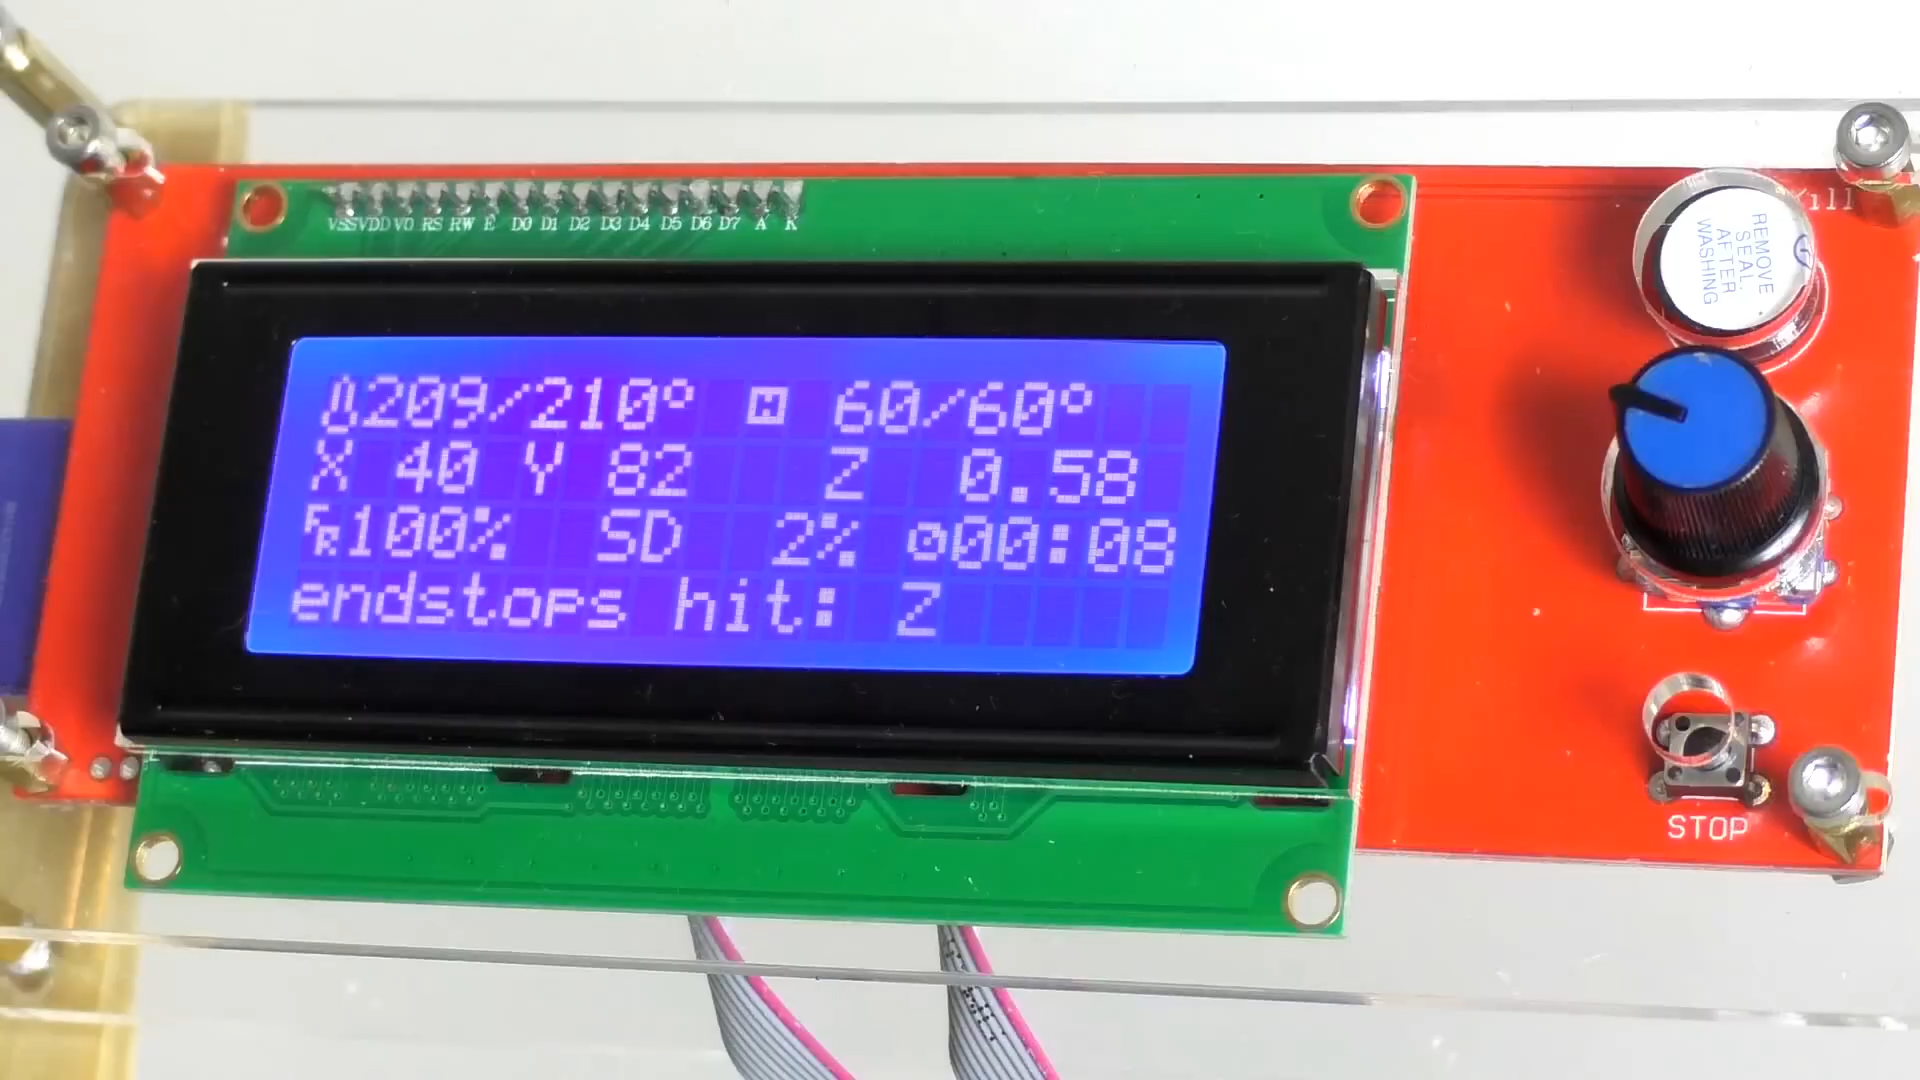 VSS VDD V0 RS RW E D0 D1 D2 D3 D4 D5 D6 D7 A K
209/210° 60/60°
X 40 Y 82 Z 0.58
FR100% SD 2% 00:08
endstops hit: Z
REMOVE
SEAL
AFTER
WASHING
STOP